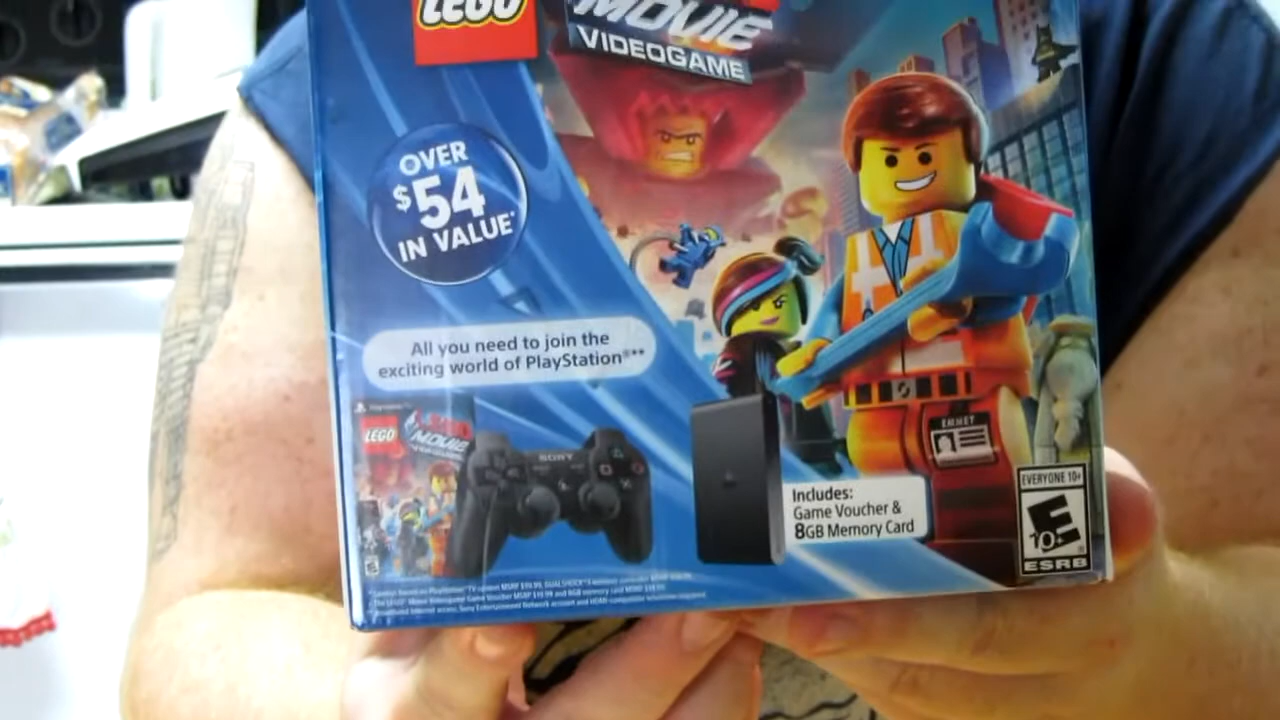 LEGO
MOVIE
VIDEOGAME
OVER
$54
IN VALUE*
All you need to join the
exciting world of PlayStation®**
LEGO
MOVIE
VIDEOGAME
SONY
EMMET
Includes:
Game Voucher &
8GB Memory Card
EVERYONE 10+
E
10+
ESRB